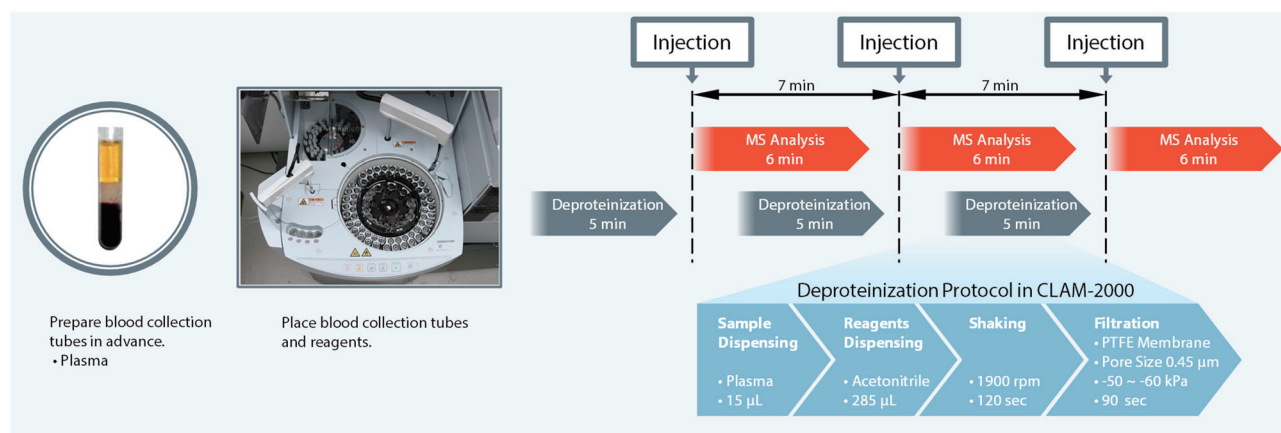 Injection
Injection
Injection
7 min
7 min
MS Analysis
6 min
MS Analysis
6 min
MS Analysis
6 min
Deproteinization
5 min
Deproteinization
5 min
Deproteinization
5 min
Prepare blood collection
tubes in advance.
• Plasma
Place blood collection tubes
and reagents.
Deproteinization Protocol in CLAM-2000
Sample
Dispensing
• Plasma
• 15 µL
Reagents
Dispensing
• Acetonitrile
• 285 µL
Shaking
• 1900 rpm
• 120 sec
Filtration
• PTFE Membrane
• Pore Size 0.45 µm
• -50 ~ -60 kPa
• 90 sec